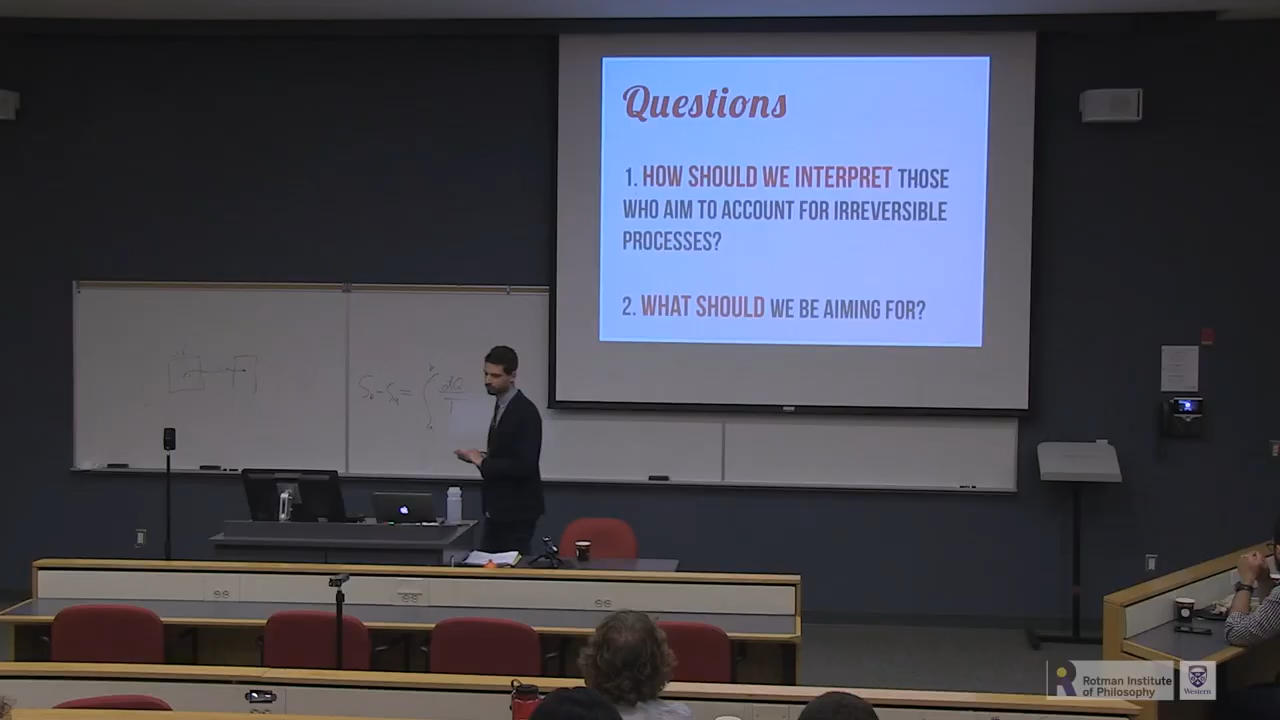 Questions
1. HOW SHOULD WE INTERPRET THOSE
WHO AIM TO ACCOUNT FOR IRREVERSIBLE
PROCESSES?
2. WHAT SHOULD WE BE AIMING FOR?
Rotman Institute
of Philosophy
Western